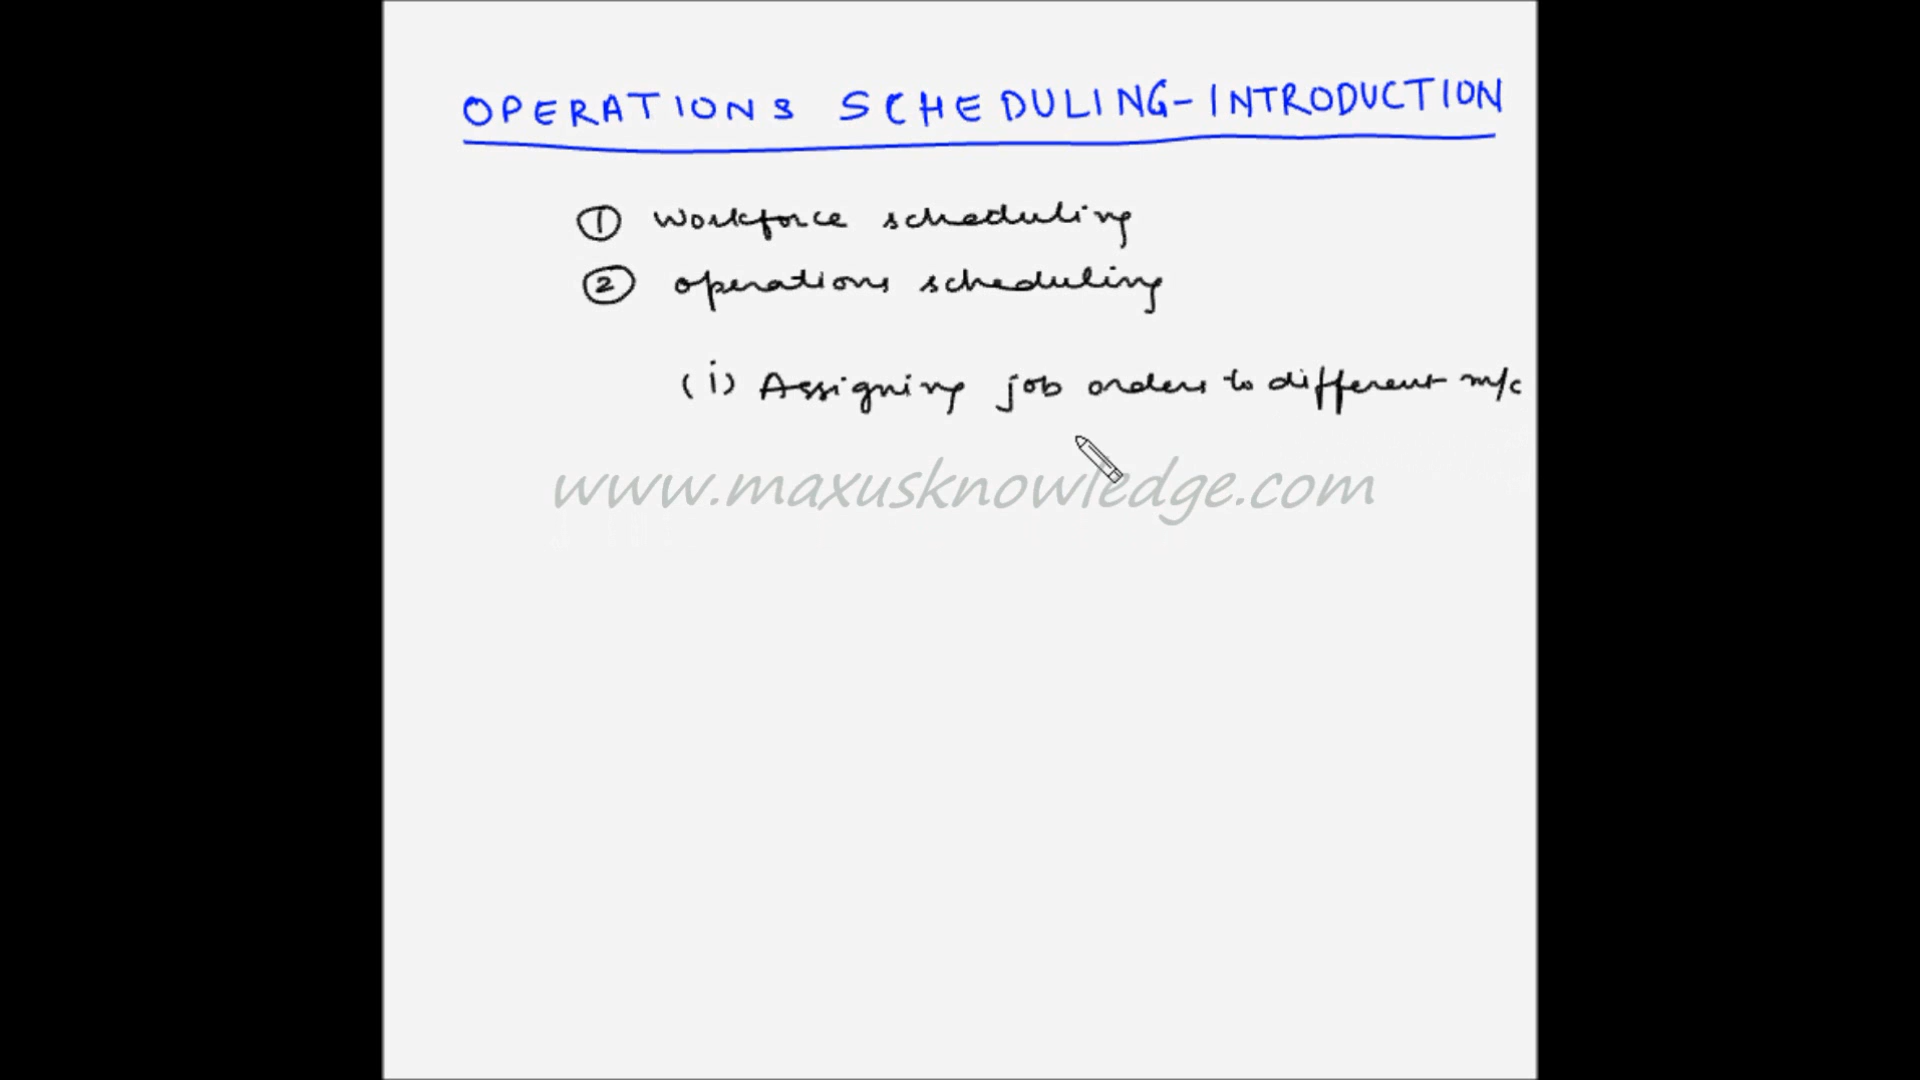 OPERATIONS SCHEDULING-INTRODUCTION
① Workforce scheduling
② operations scheduling
(i) Assigning job orders to different m/c
www.maxusknowledge.com